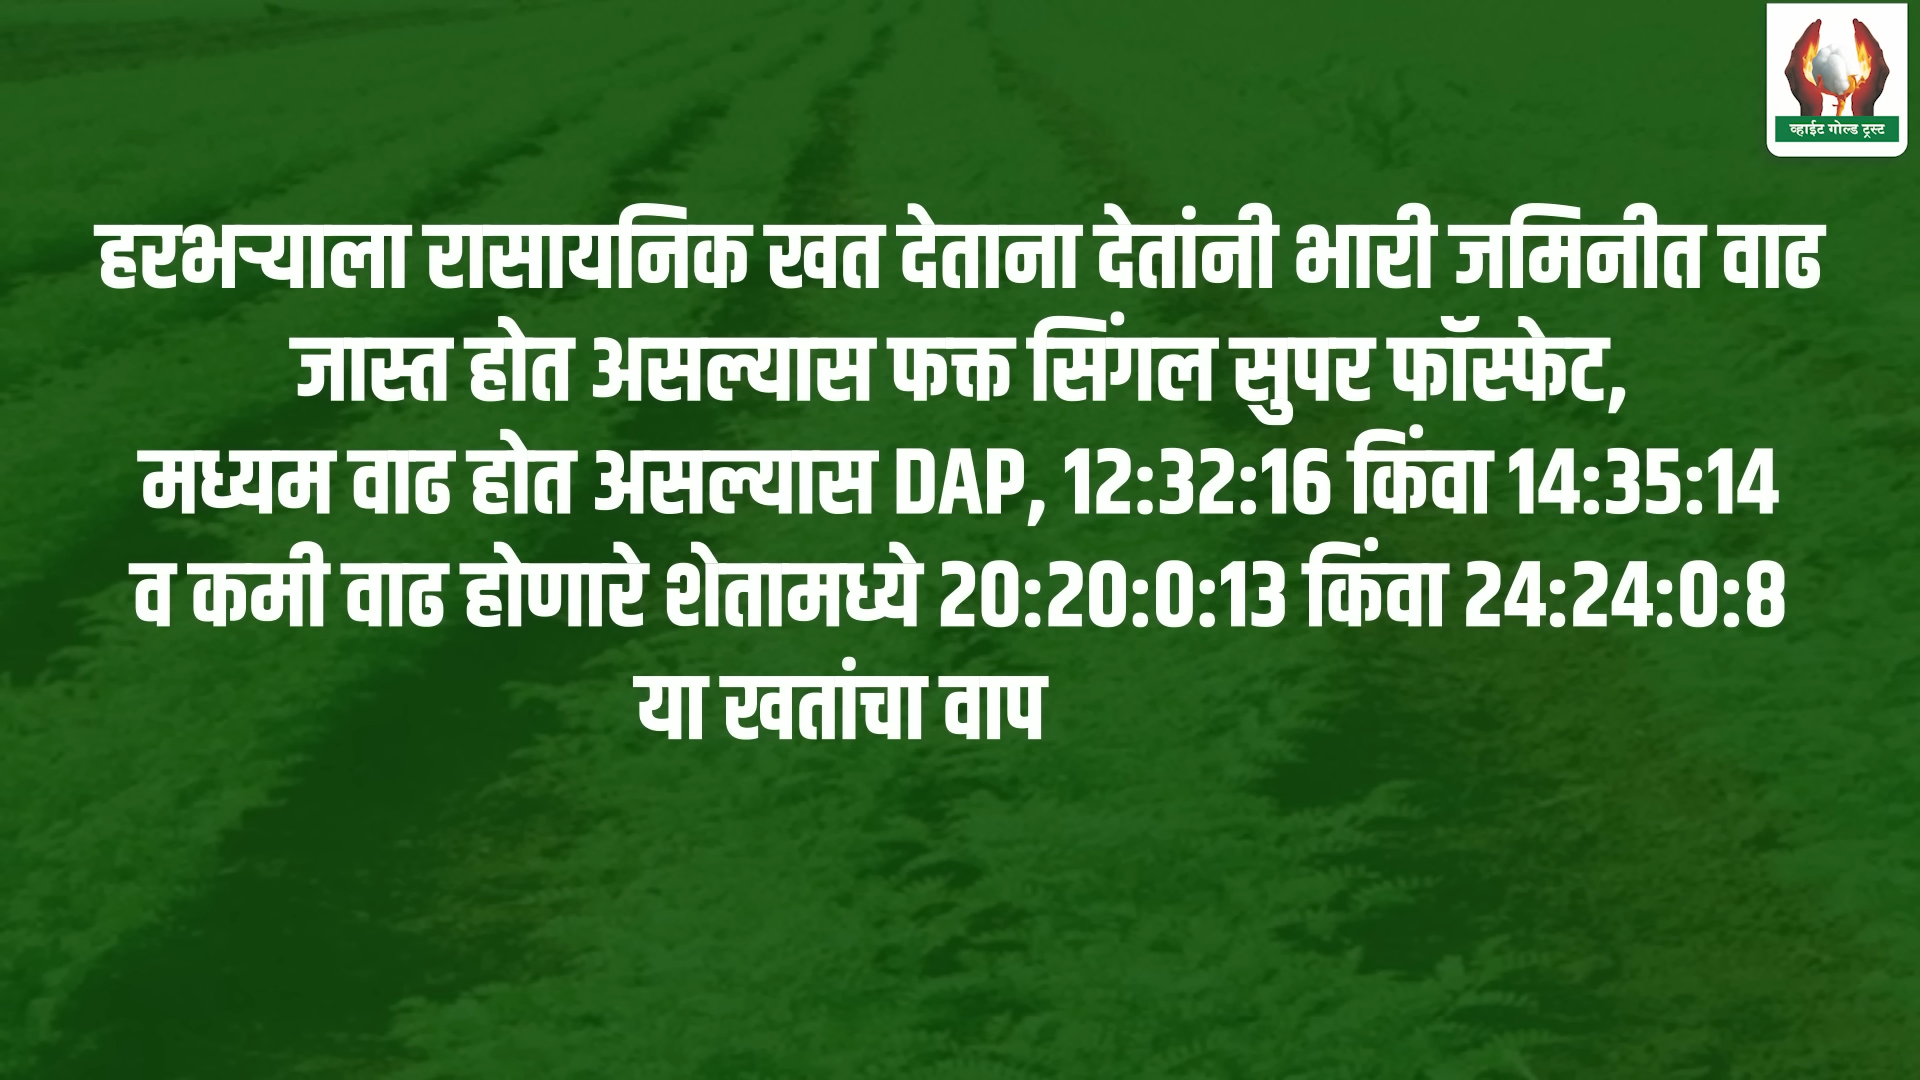 व्हाईट गोल्ड ट्रस्ट
हरभऱ्याला रासायनिक खत देताना देतांनी भारी जमिनीत वाढ
जास्त होत असल्यास फक्त सिंगल सुपर फॉस्फेट,
मध्यम वाढ होत असल्यास DAP, 12:32:16 किंवा 14:35:14
व कमी वाढ होणारे शेतामध्ये 20:20:0:13 किंवा 24:24:0:8
या खतांचा वाप